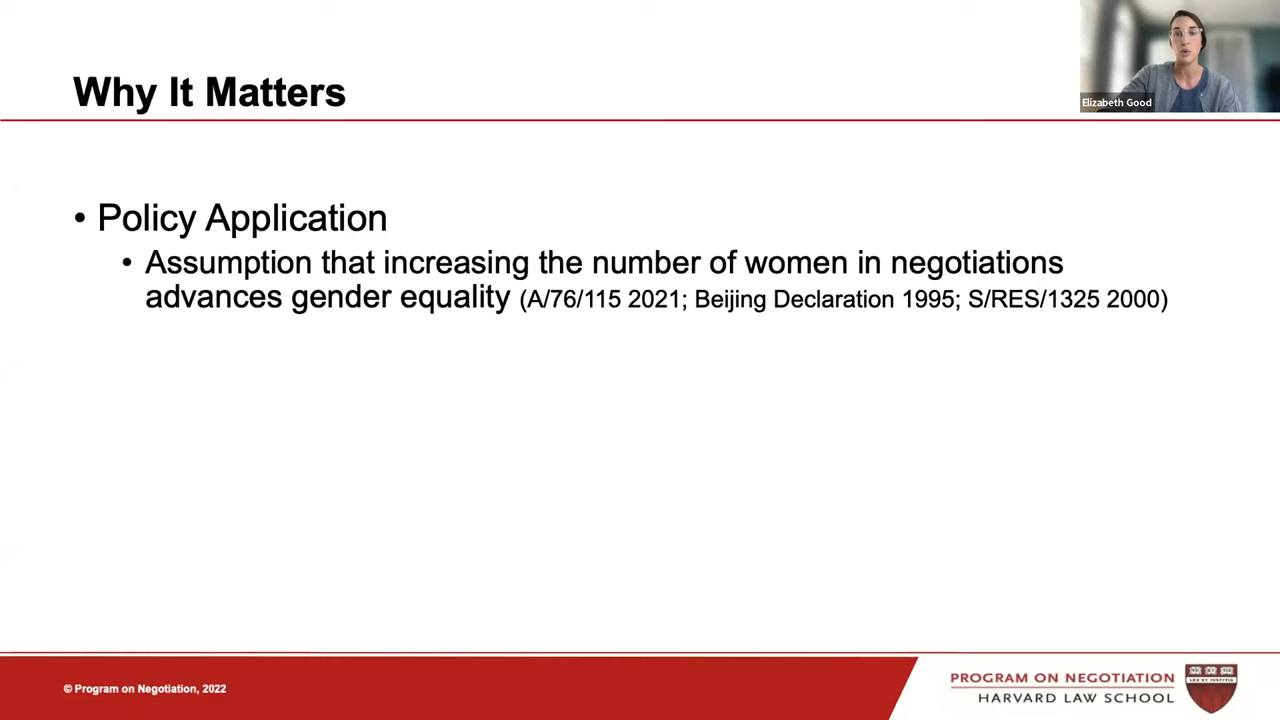 Why It Matters
Elizabeth Good
• Policy Application
• Assumption that increasing the number of women in negotiations
advances gender equality (A/76/115 2021; Beijing Declaration 1995; S/RES/1325 2000)
© Program on Negotiation, 2022
PROGRAM ON NEGOTIATION
HARVARD LAW SCHOOL